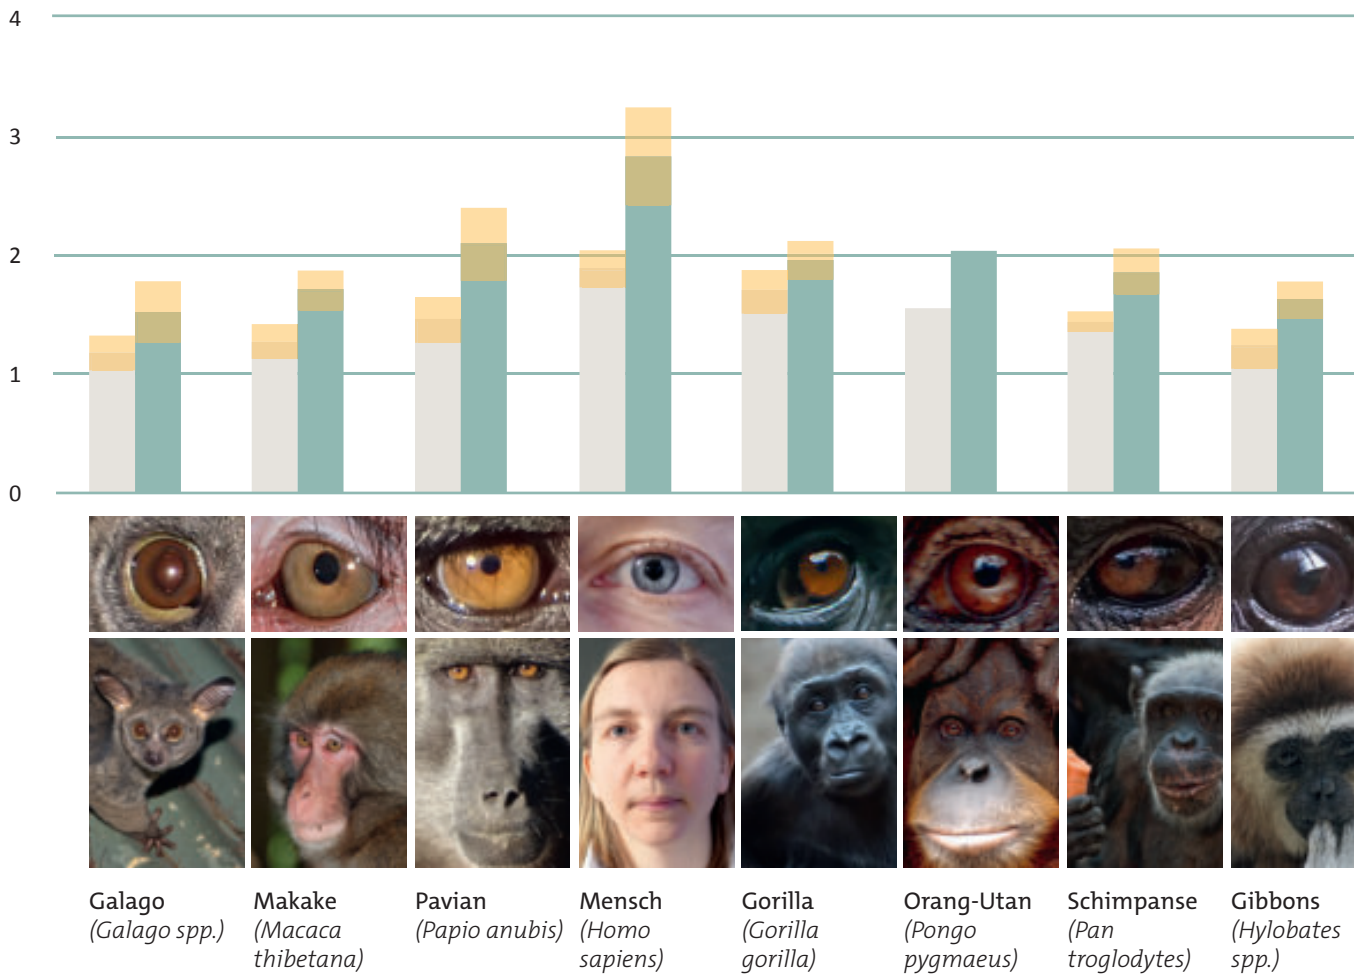 4
3
2
1
0
Galago
(Galago spp.)
Makake
(Macaca
thibetana)
Pavian
(Papio anubis)
Mensch
(Homo
sapiens)
Gorilla
(Gorilla
gorilla)
Orang-Utan
(Pongo
pygmaeus)
Schimpanse
(Pan
troglodytes)
Gibbons
(Hylobates
spp.)